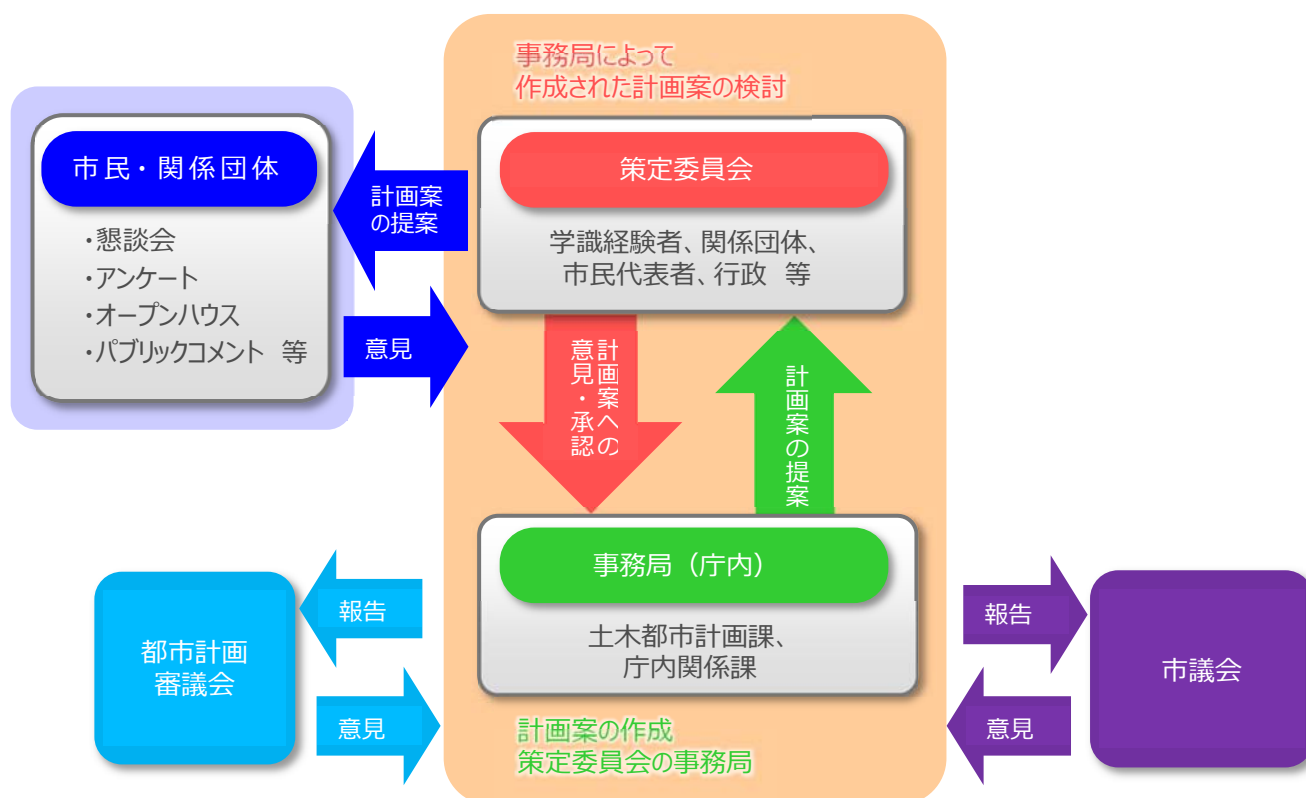 事務局によって
作成された計画案の検討
市民・関係団体
・懇談会
・アンケート
・オープンハウス
・パブリックコメント 等
計画案
の提案
意見
策定委員会
学識経験者、関係団体、
市民代表者、行政 等
計画案への
意見・承認
計画案の提案
事務局（庁内）
土木都市計画課、
庁内関係課
計画案の作成
策定委員会の事務局
都市計画
審議会
報告
意見
報告
意見
市議会